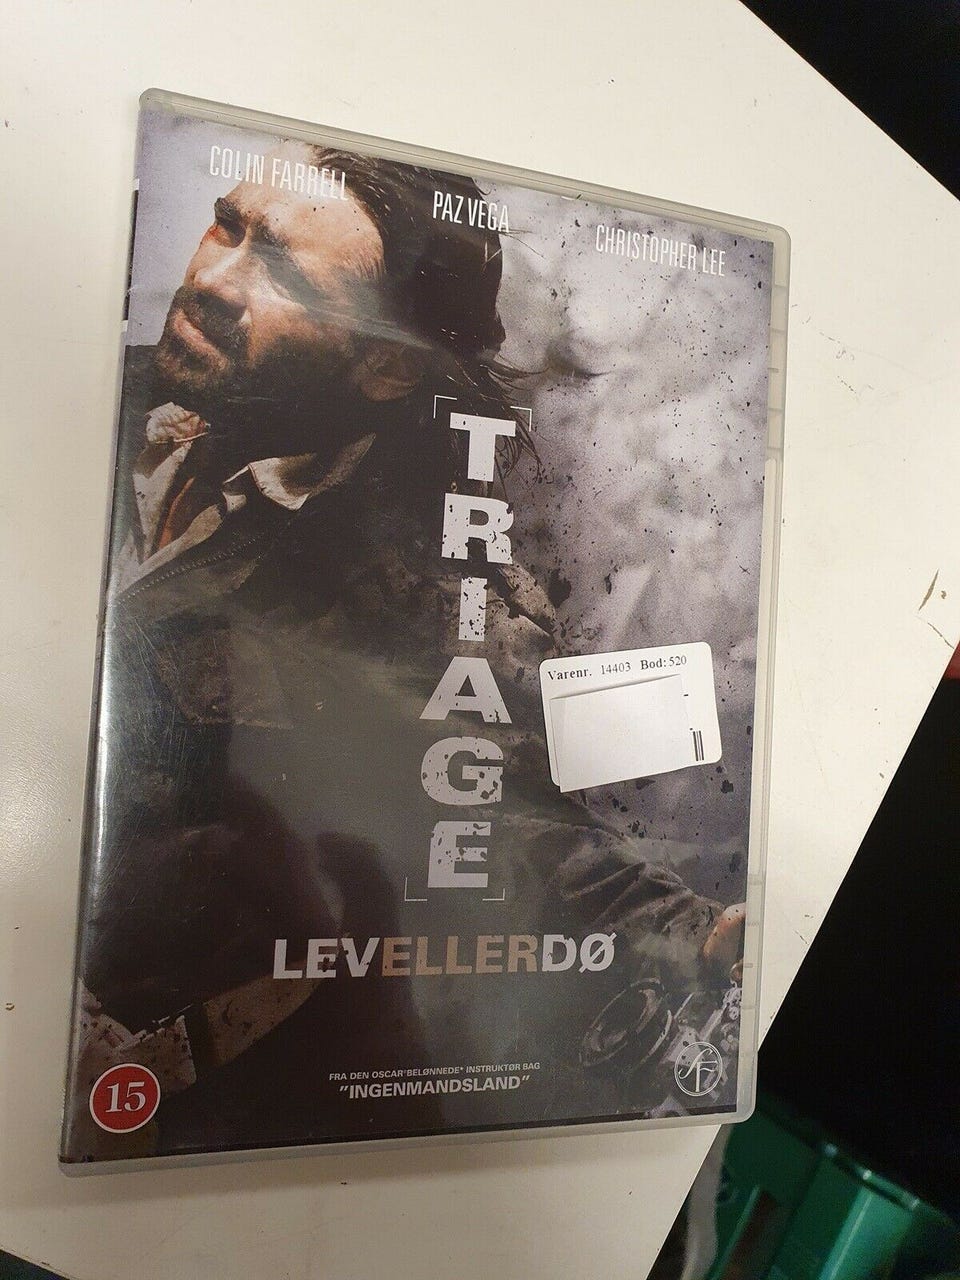 COLIN FARRELL
PAZ VEGA
CHRISTOPHER LEE
TRIAGE
Varenr. 14403 Bod: 520
LEVELLERDØ
FRA DEN OSCAR®BELØNNEDE* INSTRUKTØR BAG
"INGENMANDSLAND"
15
SF